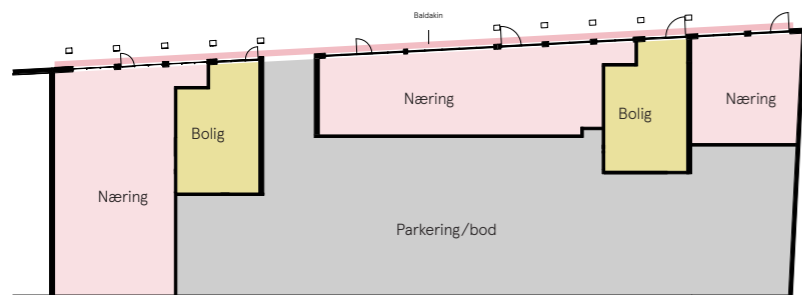 Baldakin
Næring
Næring
Bolig
Bolig
Næring
Parkering/bod